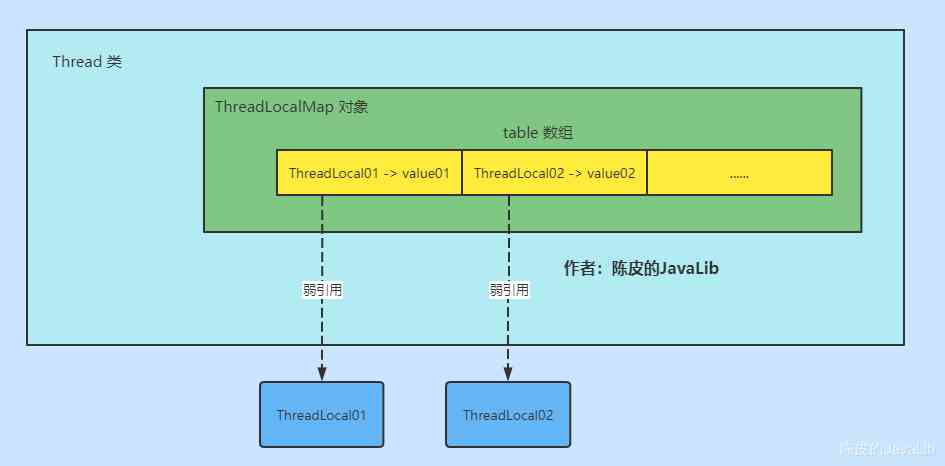 Thread 类
ThreadLocalMap 对象
table 数组
ThreadLocal01 -> value01
ThreadLocal02 -> value02
......
作者：陈皮的JavaLib
弱引用
弱引用
ThreadLocal01
ThreadLocal02
陈皮的JavaLib